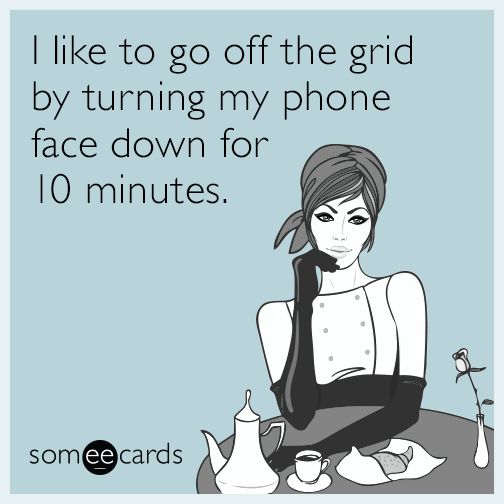 I like to go off the grid
by turning my phone
face down for
10 minutes.
someecards